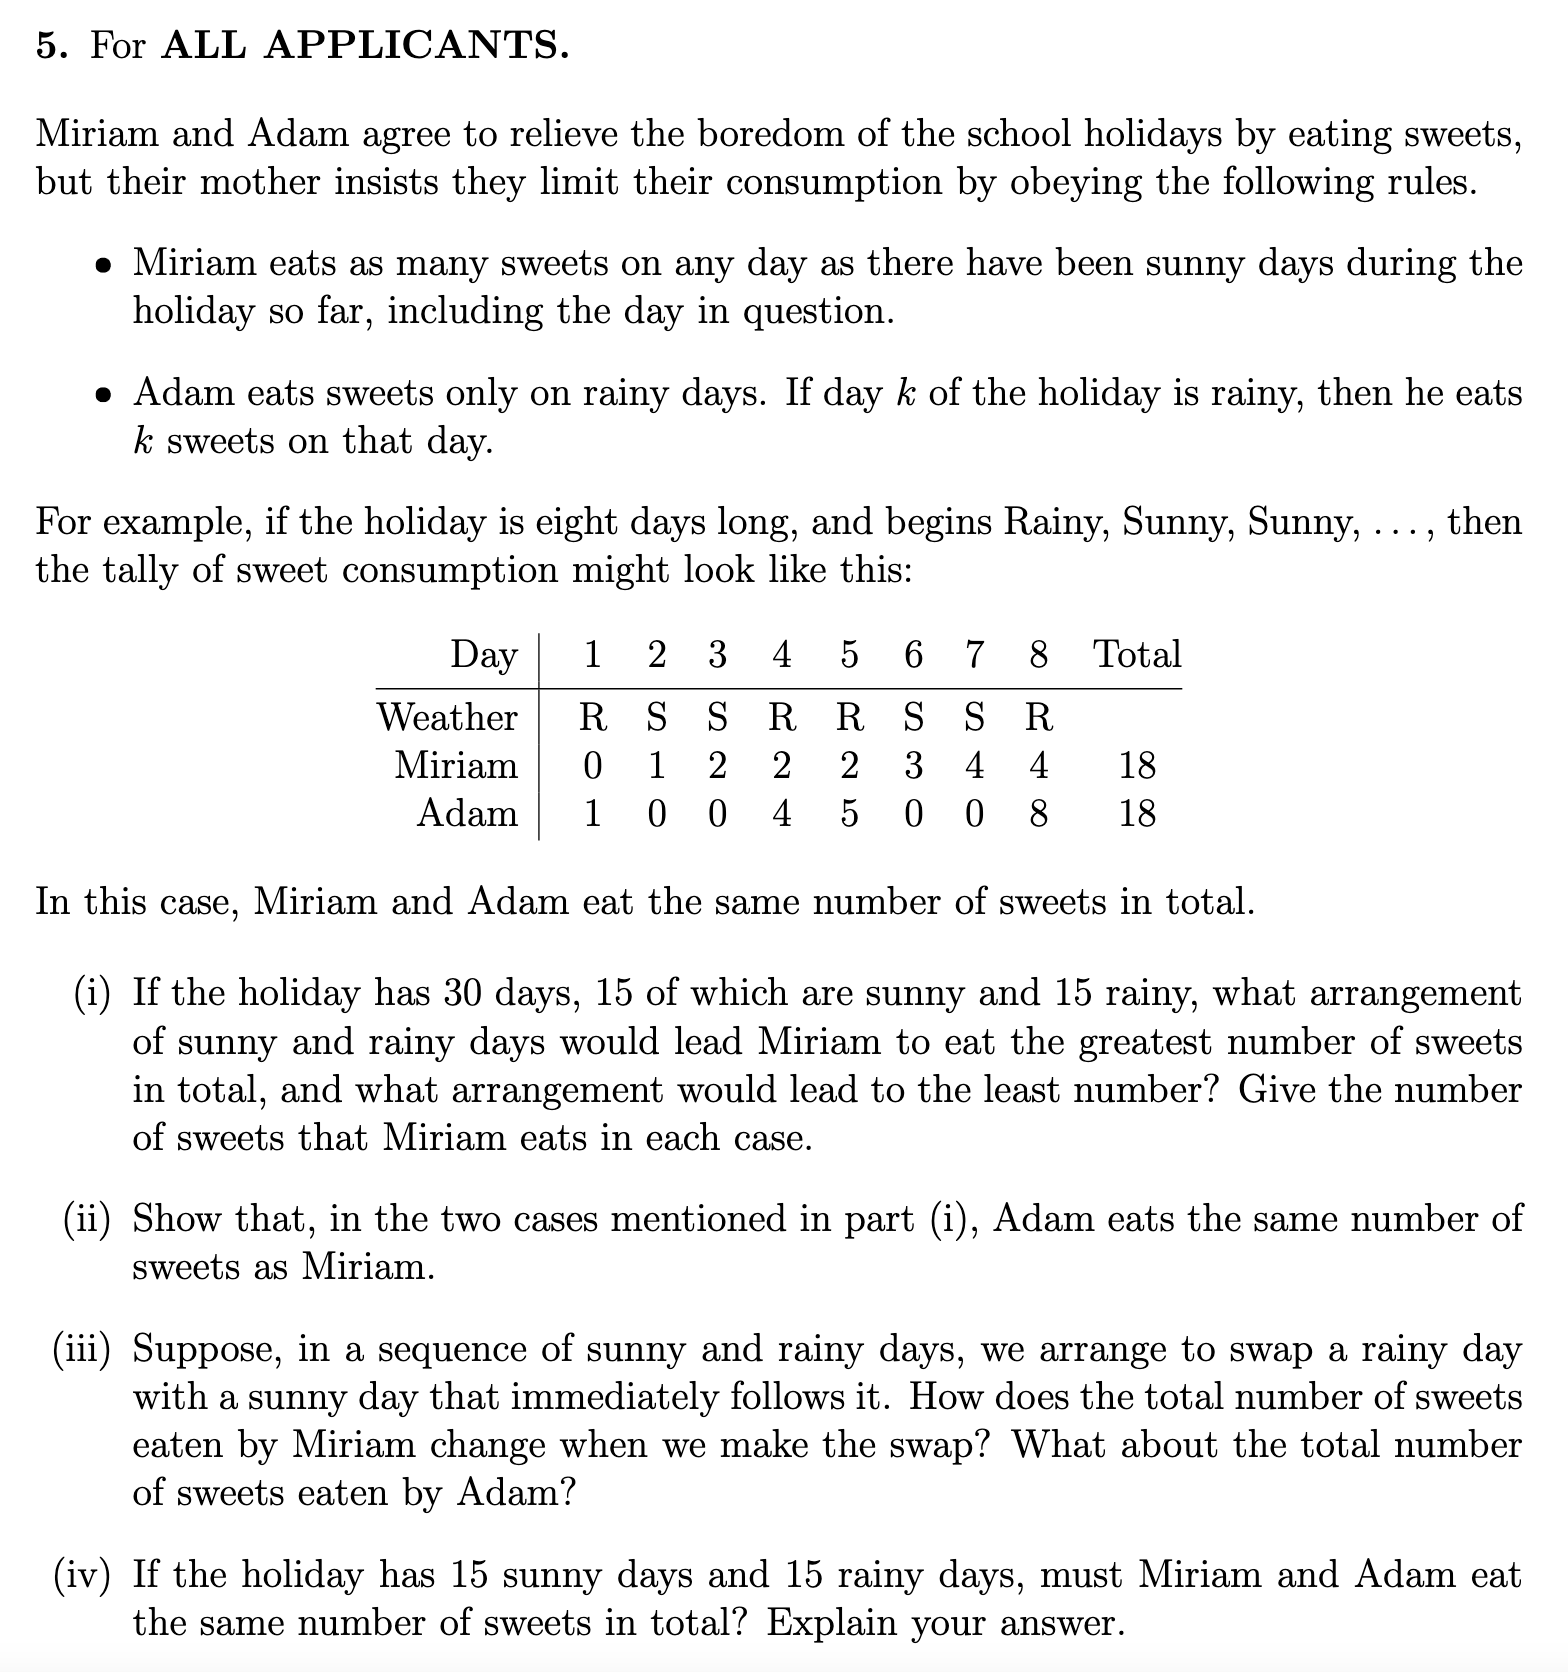 5. For ALL APPLICANTS.
Miriam and Adam agree to relieve the boredom of the school holidays by eating sweets,
but their mother insists they limit their consumption by obeying the following rules.
• Miriam eats as many sweets on any day as there have been sunny days during the
holiday so far, including the day in question.
• Adam eats sweets only on rainy days. If day k of the holiday is rainy, then he eats
k sweets on that day.
For example, if the holiday is eight days long, and begins Rainy, Sunny, Sunny, . . . , then
the tally of sweet consumption might look like this:
Day 1 2 3 4 5 6 7 8 Total
Weather R S S R R S S R
Miriam 0 1 2 2 2 3 4 4 18
Adam 1 0 0 4 5 0 0 8 18
In this case, Miriam and Adam eat the same number of sweets in total.
(i) If the holiday has 30 days, 15 of which are sunny and 15 rainy, what arrangement
of sunny and rainy days would lead Miriam to eat the greatest number of sweets
in total, and what arrangement would lead to the least number? Give the number
of sweets that Miriam eats in each case.
(ii) Show that, in the two cases mentioned in part (i), Adam eats the same number of
sweets as Miriam.
(iii) Suppose, in a sequence of sunny and rainy days, we arrange to swap a rainy day
with a sunny day that immediately follows it. How does the total number of sweets
eaten by Miriam change when we make the swap? What about the total number
of sweets eaten by Adam?
(iv) If the holiday has 15 sunny days and 15 rainy days, must Miriam and Adam eat
the same number of sweets in total? Explain your answer.